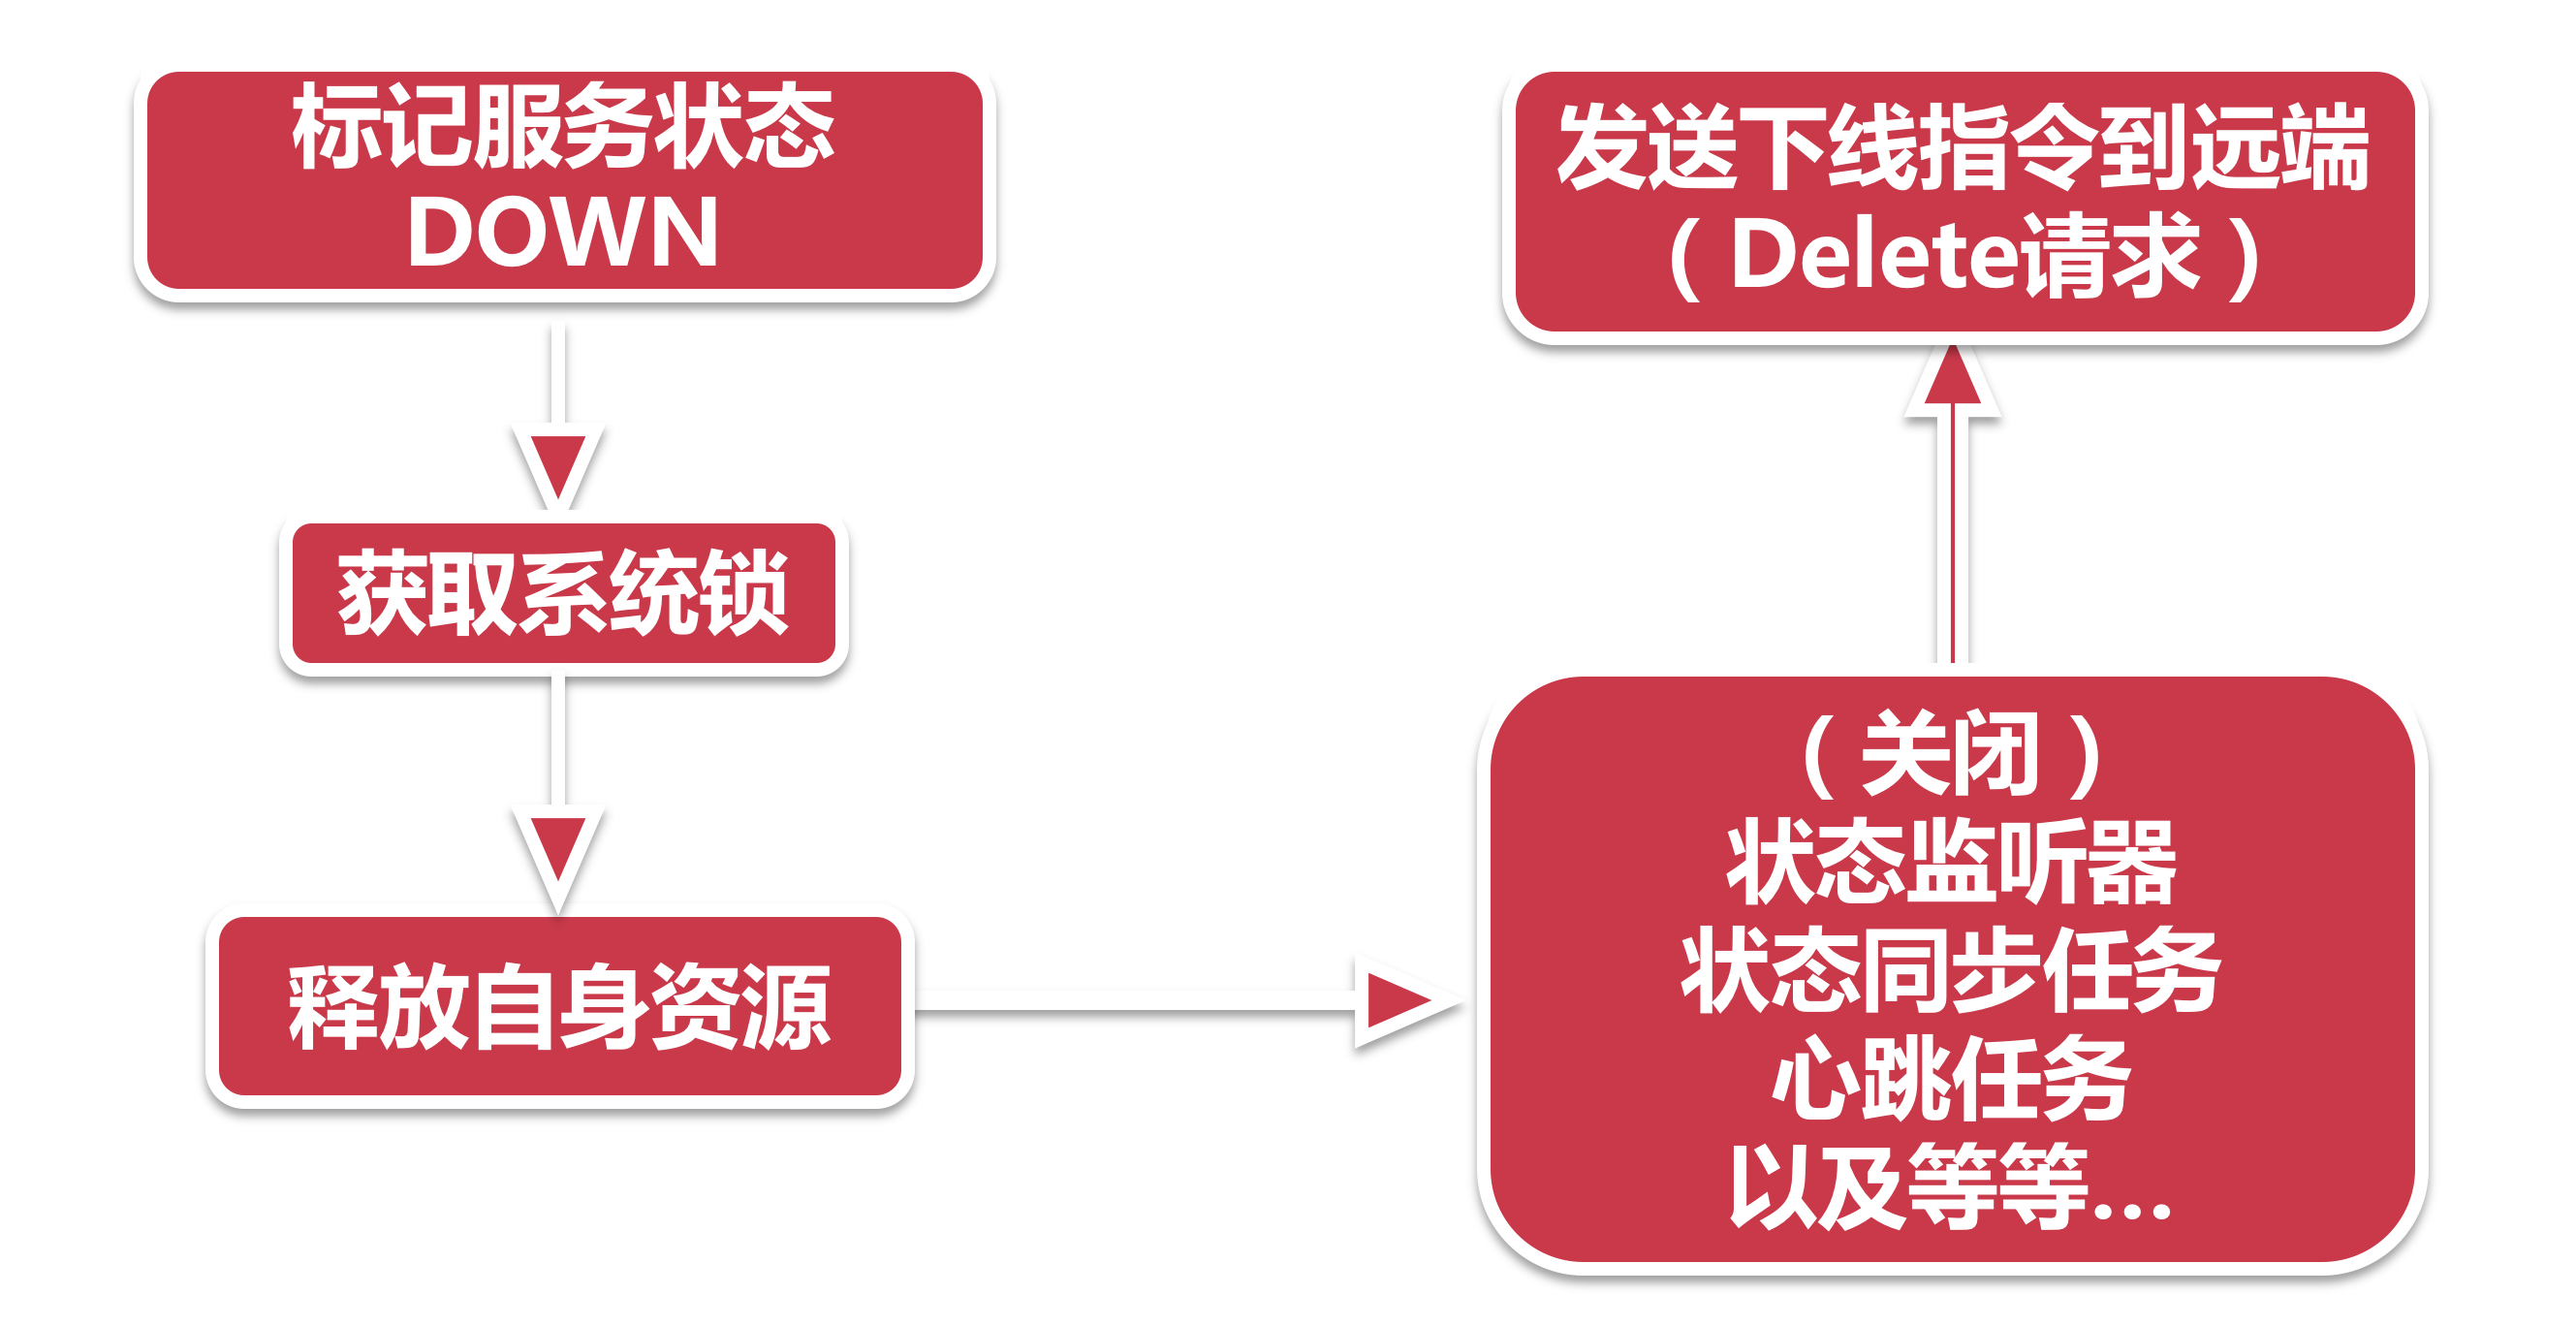 标记服务状态
DOWN
获取系统锁
释放自身资源
（关闭）
状态监听器
状态同步任务
心跳任务
以及等等...
发送下线指令到远端
（Delete请求）